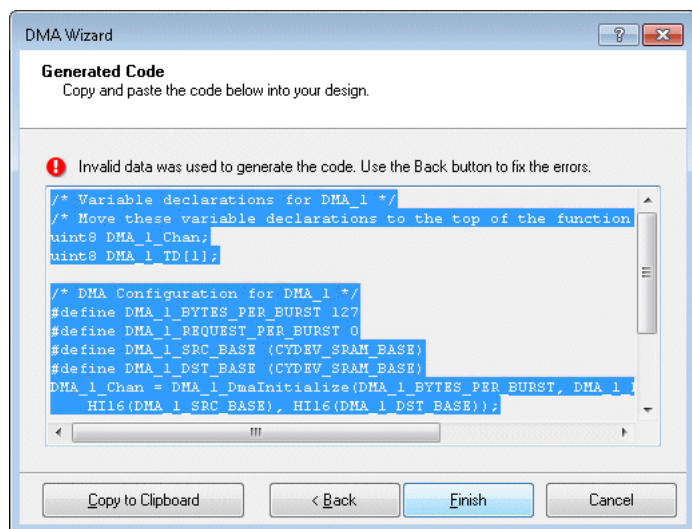 DMA Wizard
Generated Code
Copy and paste the code below into your design.
Invalid data was used to generate the code. Use the Back button to fix the errors.
/* Variable declarations for DMA_1 */
/* Move these variable declarations to the top of the function
uint8 DMA_1_Chan;
uint8 DMA_1_TD[1];
/* DMA Configuration for DMA_1 */
#define DMA_1_BYTES_PER_BURST 127
#define DMA_1_REQUEST_PER_BURST 0
#define DMA_1_SRC_BASE (CYDEV_SRAM_BASE)
#define DMA_1_DST_BASE (CYDEV_SRAM_BASE)
DMA_1_Chan = DMA_1_DmaInitialize(DMA_1_BYTES_PER_BURST, DMA_1_
HI16(DMA_1_SRC_BASE), HI16(DMA_1_DST_BASE));
Copy to Clipboard
< Back
Finish
Cancel